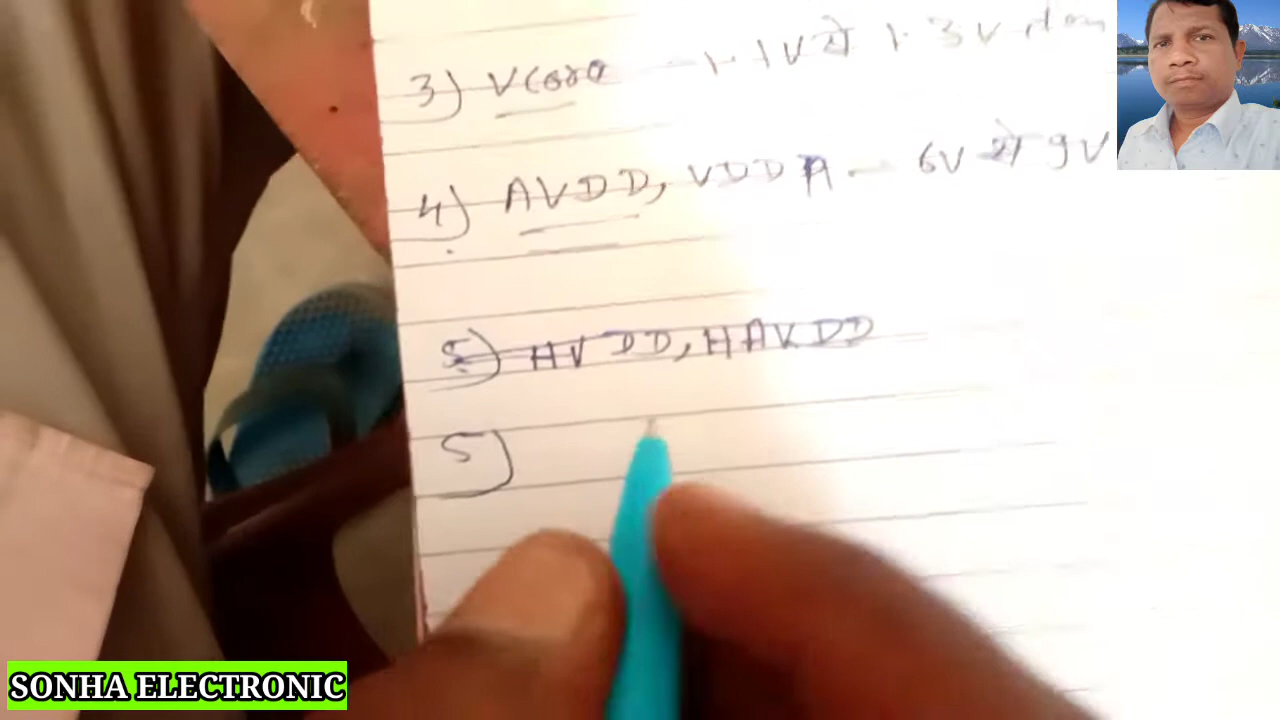 3) Vcore - 1.1V से 1.3V
4) AVDD, VDDA - 6V से 9V
5) HVDD, HAVDD
5)
SONHA ELECTRONIC